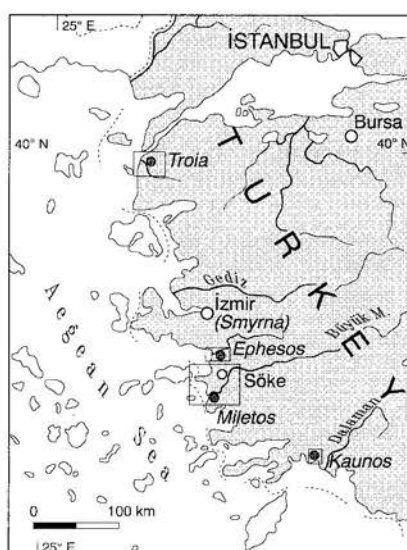 25° E
İSTANBUL
Bursa
40° N
40° N
Troia
TURKEY
Gediz
İzmir
(Smyrna)
Büyük M.
Ephesos
Söke
Miletos
Dalaman
Kaunos
Aegean Sea
0 100 km
25° E